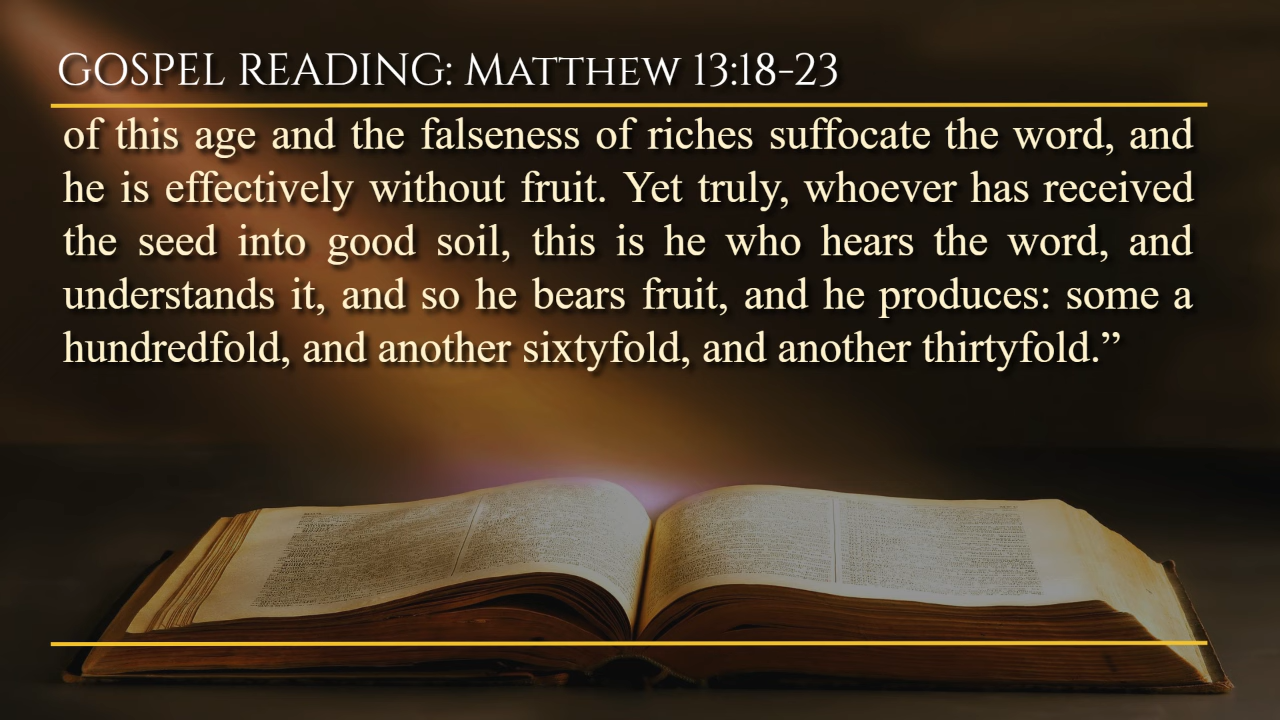 GOSPEL READING: MATTHEW 13:18-23
of this age and the falseness of riches suffocate the word, and
he is effectively without fruit. Yet truly, whoever has received
the seed into good soil, this is he who hears the word, and
understands it, and so he bears fruit, and he produces: some a
hundredfold, and another sixtyfold, and another thirtyfold.”